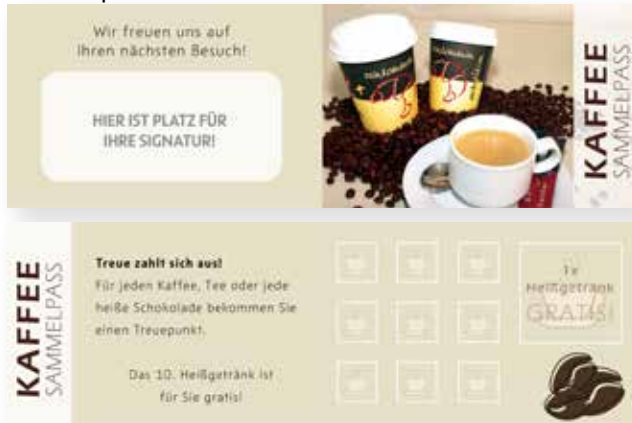 Wir freuen uns auf
Ihren nächsten Besuch!
HIER IST PLATZ FÜR
IHRE SIGNATUR!
KAFFEE
SAMMELPASS
KAFFEE
SAMMELPASS
Treue zahlt sich aus!
Für jeden Kaffee, Tee oder jede
heiße Schokolade bekommen Sie
einen Treuepunkt.
Das 10. Heißgetränk ist
für Sie gratis!
1x
Heißgetränk
GRATIS!